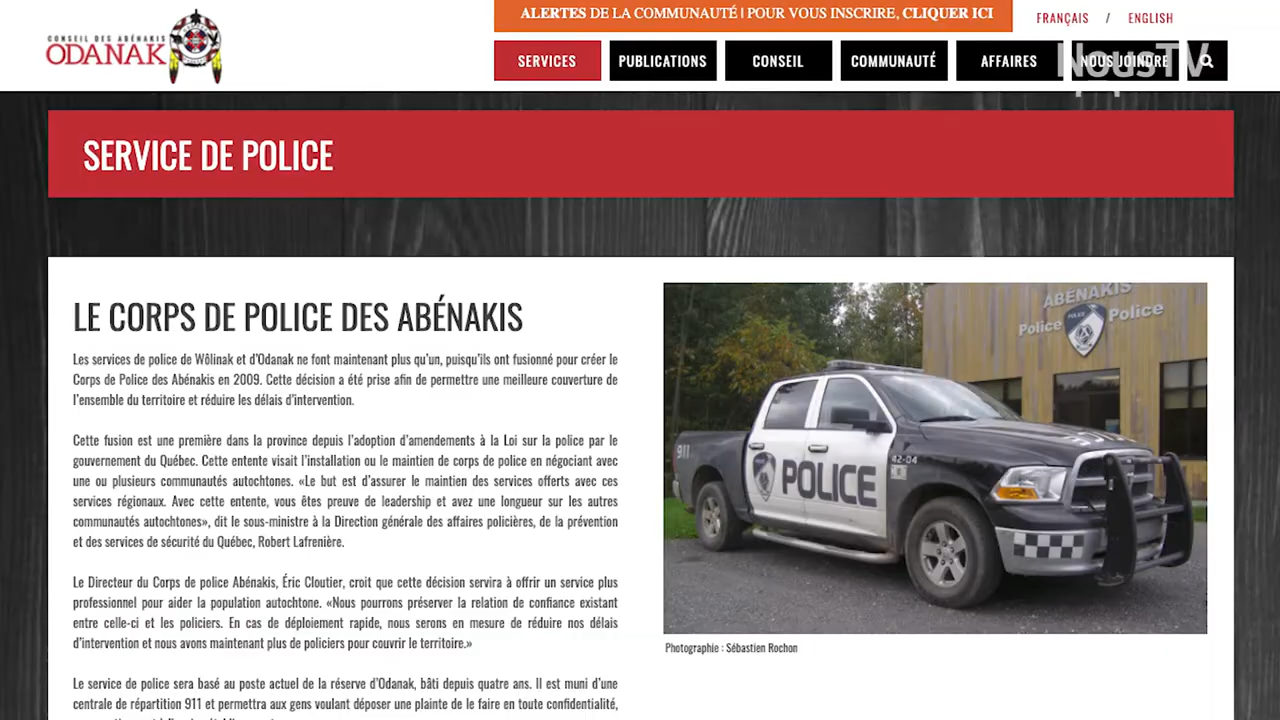 ALERTES DE LA COMMUNAUTÉ | POUR VOUS INSCRIRE, CLIQUER ICI
FRANÇAIS / ENGLISH
CONSEIL DES ABÉNAKIS
ODANAK
SERVICES PUBLICATIONS CONSEIL COMMUNAUTÉ AFFAIRES NOUS JOINDRE
NousTV
SERVICE DE POLICE
LE CORPS DE POLICE DES ABÉNAKIS
Les services de police de Wôlinak et d'Odanak ne font maintenant plus qu'un, puisqu'ils ont fusionné pour créer le
Corps de Police des Abénakis en 2009. Cette décision a été prise afin de permettre une meilleure couverture de
l'ensemble du territoire et réduire les délais d'intervention.
Cette fusion est une première dans la province depuis l'adoption d'amendements à la Loi sur la police par le
gouvernement du Québec. Cette entente visait l'installation ou le maintien de corps de police en négociant avec
une ou plusieurs communautés autochtones. «Le but est d'assurer le maintien des services offerts avec ces
services régionaux. Avec cette entente, vous êtes preuve de leadership et avez une longueur sur les autres
communautés autochtones», dit le sous-ministre à la Direction générale des affaires policières, de la prévention
et des services de sécurité du Québec, Robert Lafrenière.
Le Directeur du Corps de police Abénakis, Éric Cloutier, croit que cette décision servira à offrir un service plus
professionnel pour aider la population autochtone. «Nous pourrons préserver la relation de confiance existant
entre celle-ci et les policiers. En cas de déploiement rapide, nous serons en mesure de réduire nos délais
d'intervention et nous avons maintenant plus de policiers pour couvrir le territoire.»
Le service de police sera basé au poste actuel de la réserve d'Odanak, bâti depuis quatre ans. Il est muni d'une
centrale de répartition 911 et permettra aux gens voulant déposer une plainte de le faire en toute confidentialité,
ABÉNAKIS
Police POLICE Police
911
POLICE
42-04
Photographie : Sébastien Rochon